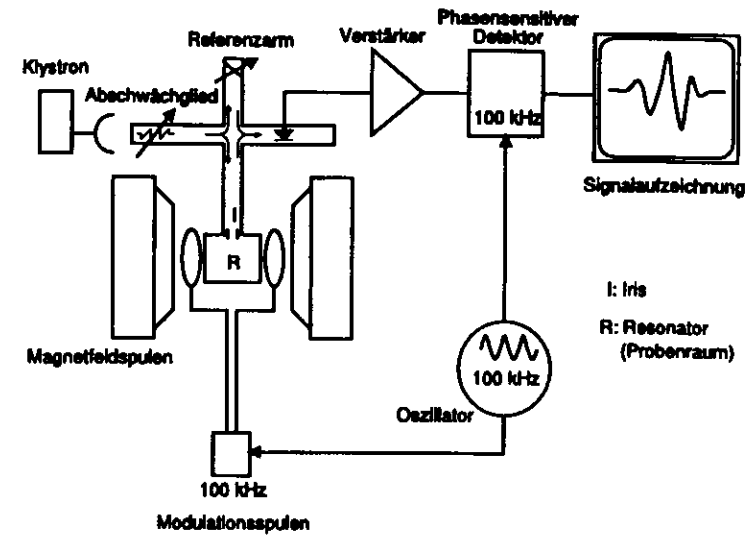 Klystron
Abschwächglied
Referenzarm
Verstärker
Phasensensitiver
Detektor
100 kHz
Signalaufzeichnung
I
R
Magnetfeldspulen
I: Iris
R: Resonator
(Probenraum)
100 kHz
Oszillator
100 kHz
Modulationsspulen